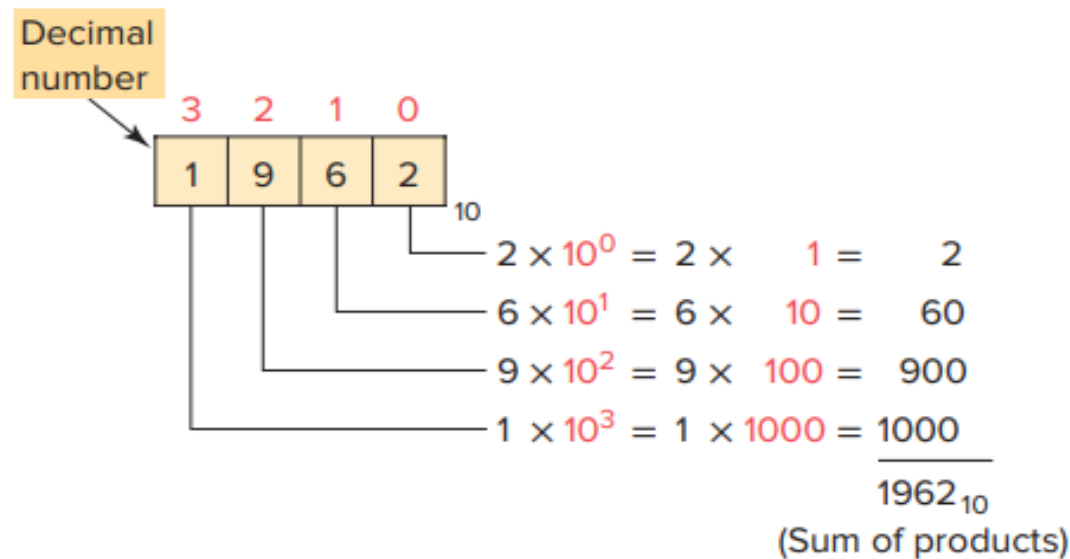 Decimal
number
3 2 1 0
1 9 6 2 10
2 × 10⁰ = 2 × 1 = 2
6 × 10¹ = 6 × 10 = 60
9 × 10² = 9 × 100 = 900
1 × 10³ = 1 × 1000 = 1000
1962₁₀
(Sum of products)